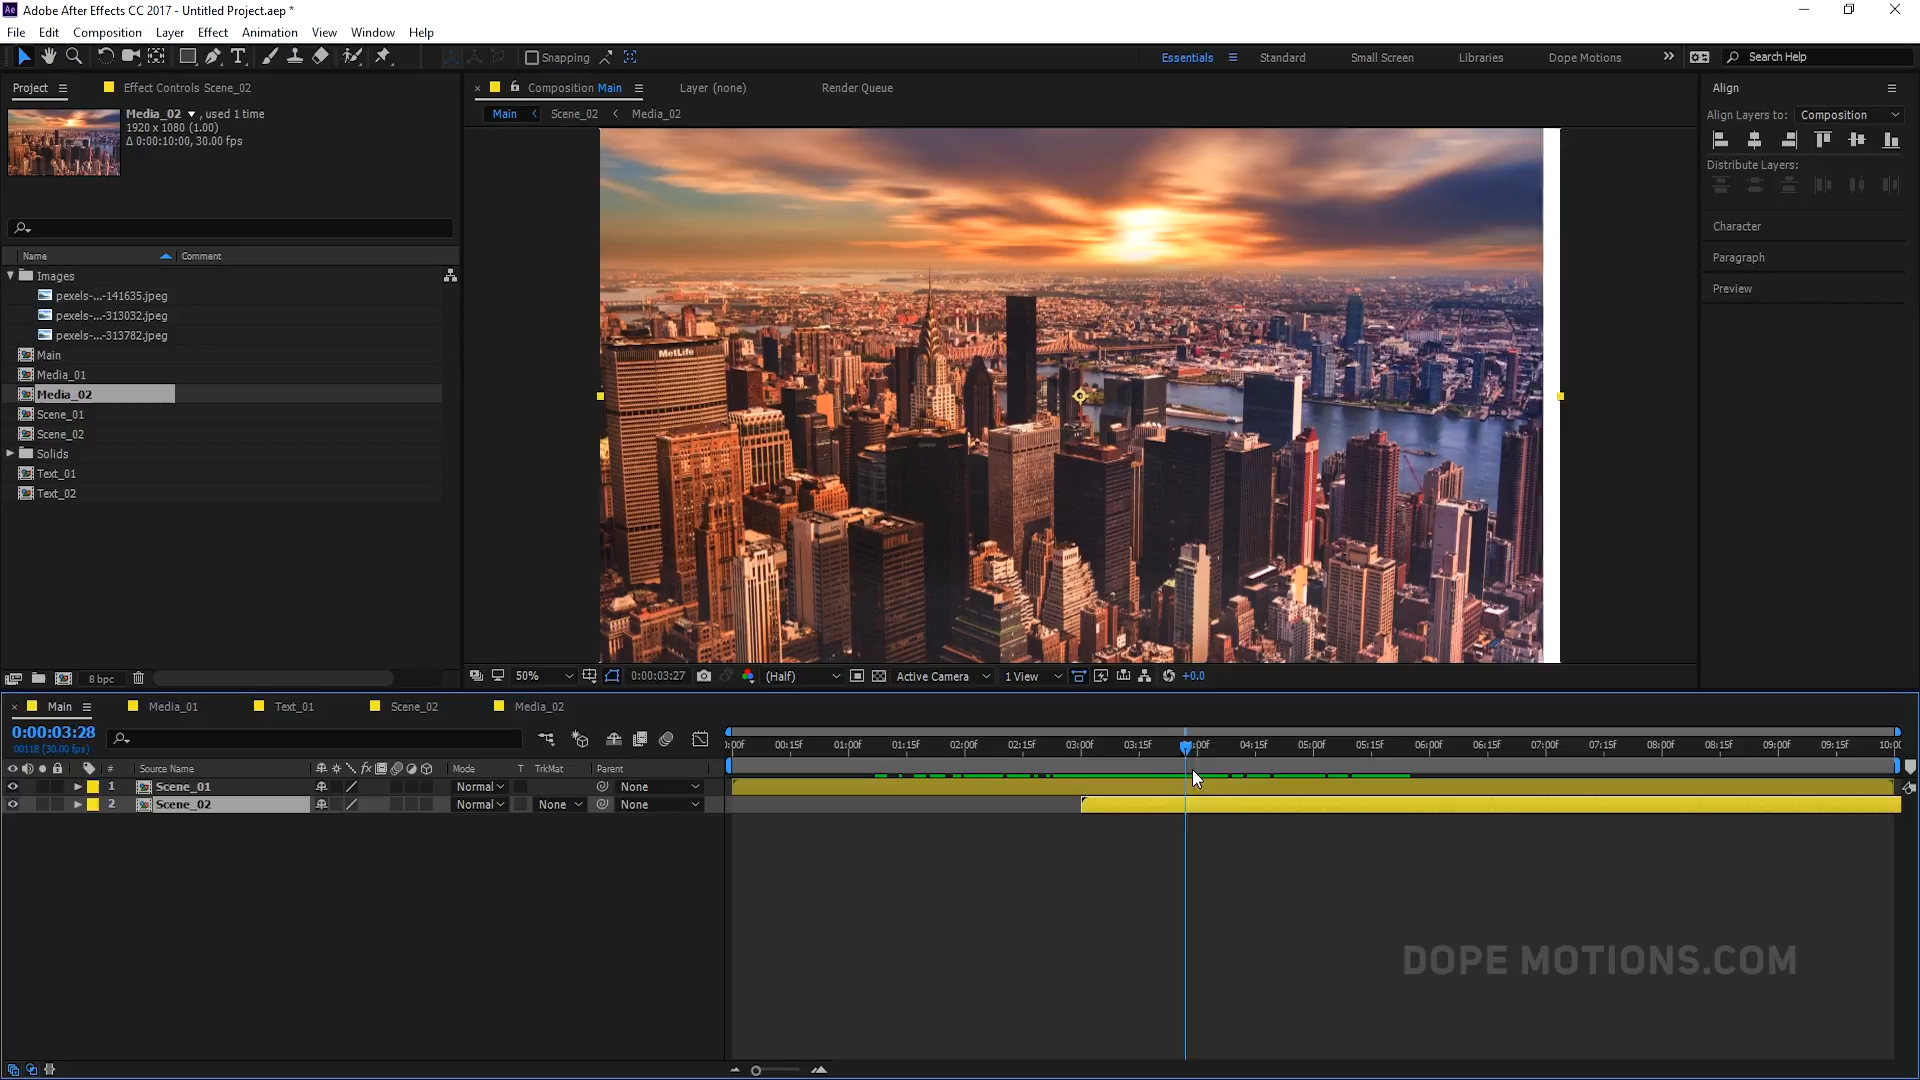 Adobe After Effects CC 2017 - Untitled Project.aep *
File Edit Composition Layer Effect Animation View Window Help
Snapping Essentials Standard Small Screen Libraries Dope Motions Search Help
Project Effect Controls Scene_02 Composition Main Layer (none) Render Queue Align
Main Scene_02 Media_02
Media_02 , used 1 time
1920 x 1080 (1.00)
Δ 0:00:10:00, 30.00 fps
Align Layers to: Composition
Distribute Layers:
Character
Paragraph
Preview
Name Comment
Images
pexels-...-141635.jpeg
pexels-...-313032.jpeg
pexels-...-313782.jpeg
Main
Media_01
Media_02
Scene_01
Scene_02
Solids
Text_01
Text_02
MetLife
8 bpc 50% 0:00:03:27 (Half) Active Camera 1 View +0.0
Main Media_01 Text_01 Scene_02 Media_02
0:00:03:28
00118 (30.00 fps)
:00f 00:15f 01:00f 01:15f 02:00f 02:15f 03:00f 03:15f 04:15f 05:00f 05:15f 06:00f 06:15f 07:00f 07:15f 08:00f 08:15f 09:00f 09:15f 10:00
# Source Name Mode T TrkMat Parent
1 Scene_01 Normal None
2 Scene_02 Normal None None
DOPE MOTIONS.COM